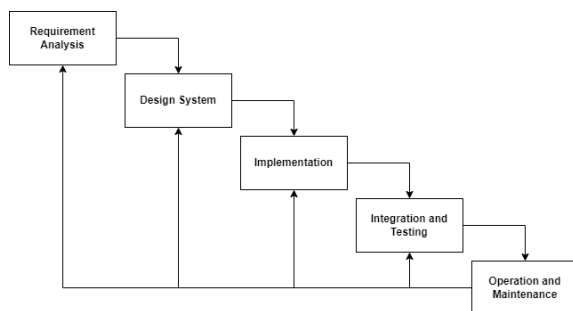 Requirement
Analysis
Design System
Implementation
Integration and
Testing
Operation and
Maintenance